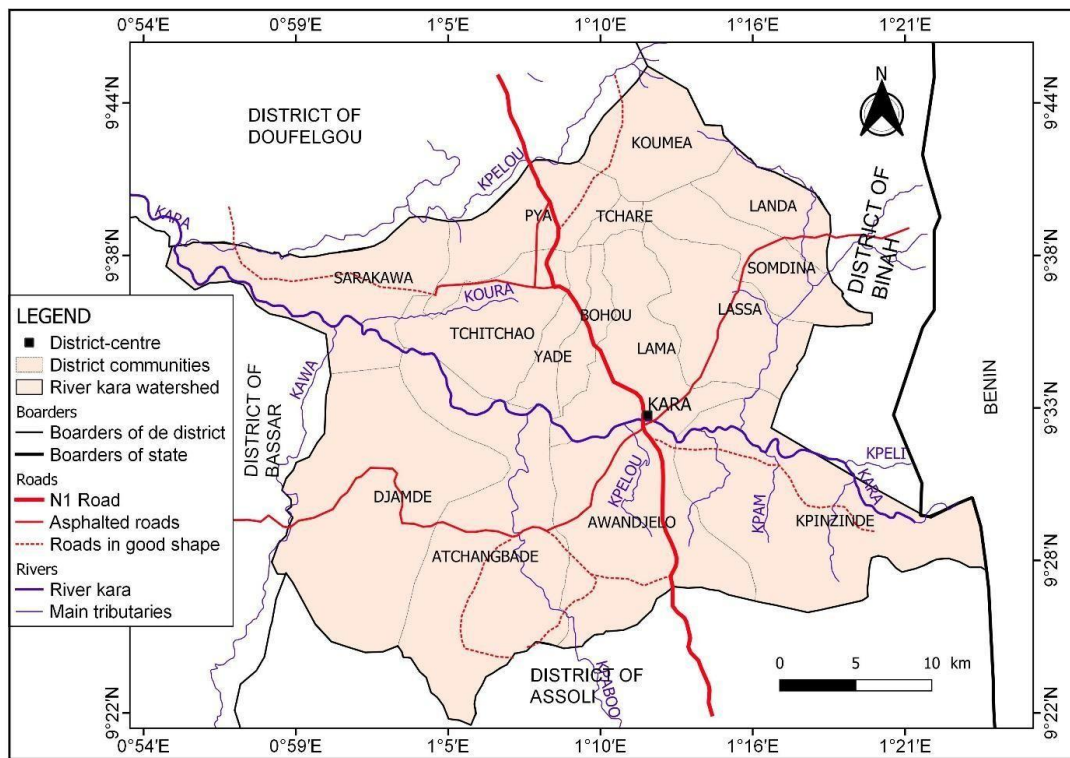 0°54'E 0°59'E 1°5'E 1°10'E 1°16'E 1°21'E
N
9°44'N
9°44'N
DISTRICT OF
DOUFELGOU
KOUMEA
KPELOU
KARA
PYA
TCHARE
LANDA
DISTRICT OF
BINAH
9°38'N
9°38'N
SARAKAWA
SOMDINA
KOURA
LASSA
TCHITCHAO
BOHOU
YADE
LAMA
LEGEND
District-centre
District communities
River kara watershed
Boarders
Boarders of de district
Boarders of state
Roads
N1 Road
Asphalted roads
Roads in good shape
Rivers
River kara
Main tributaries
KAWA
DISTRICT OF
BASSAR
KARA
BENIN
9°33'N
KPELI
KPELOU
KARA
DJAMDE
AWANDJELO
KPAM
KPINZINDE
ATCHANGBADE
9°28'N
DISTRICT OF
ASSOLI
0 5 10 km
9°22'N
9°22'N
0°54'E 0°59'E 1°5'E 1°10'E 1°16'E 1°21'E